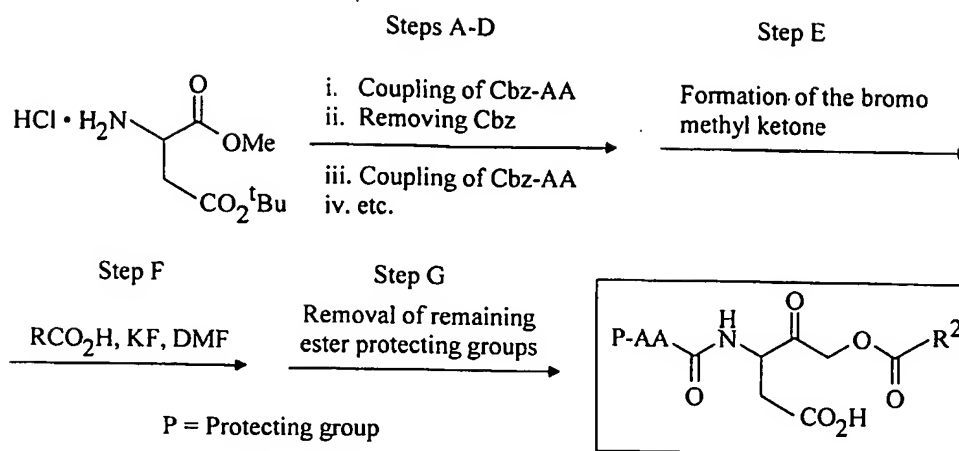 Steps A-D
Step E
HCl • H₂N
O
OMe
CO₂ᵗBu
i. Coupling of Cbz-AA
ii. Removing Cbz
iii. Coupling of Cbz-AA
iv. etc.
Formation of the bromo
methyl ketone
Step F
Step G
RCO₂H, KF, DMF
Removal of remaining
ester protecting groups
P = Protecting group
P-AA
O
H
N
O
O
R²
O
CO₂H